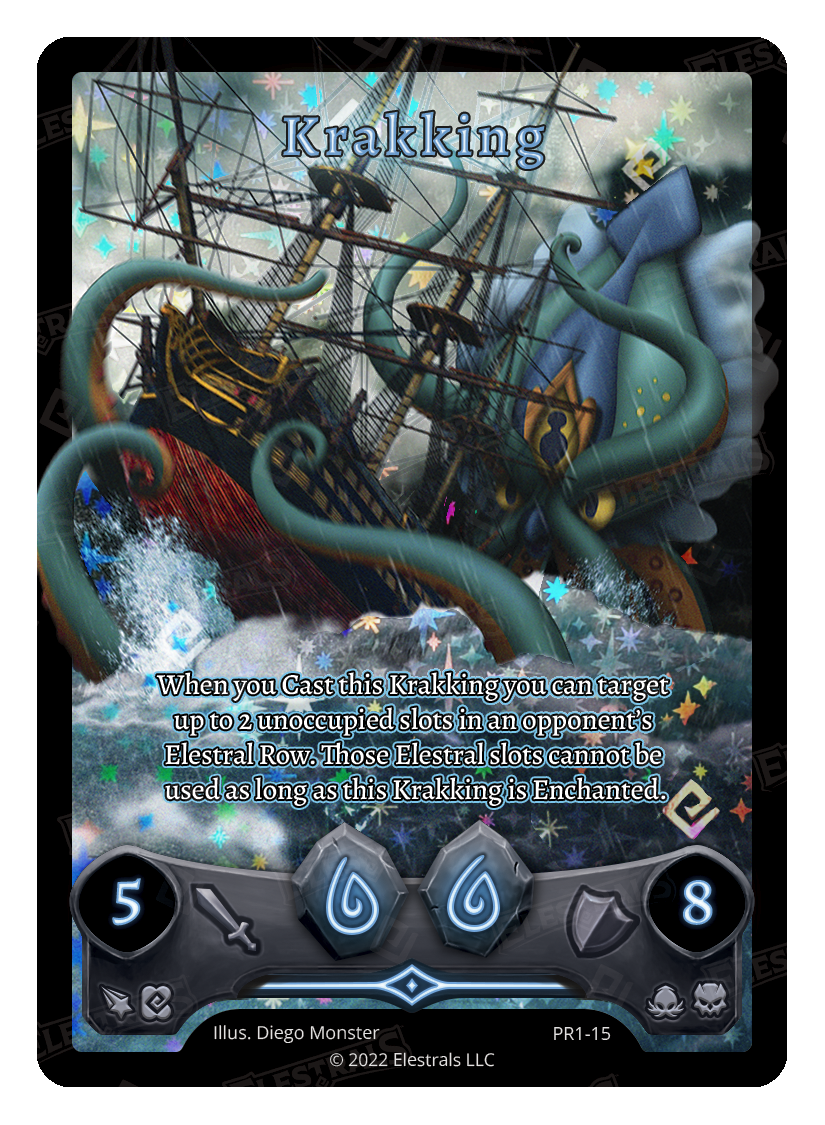 Krakking
When you Cast this Krakking you can target
up to 2 unoccupied slots in an opponent's
Elestral Row. Those Elestral slots cannot be
used as long as this Krakking is Enchanted.
5
8
Illus. Diego Monster
PR1-15
© 2022 Elestrals LLC